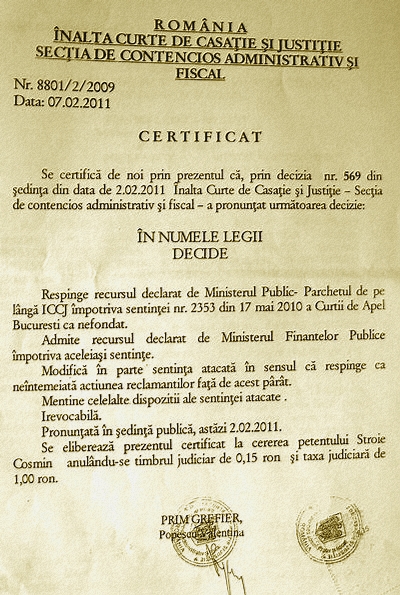 ROMÂNIA
ÎNALTA CURTE DE CASAŢIE ŞI JUSTIŢIE
SECŢIA DE CONTENCIOS ADMINISTRATIV ŞI
FISCAL
Nr. 8801/2/2009
Data: 07.02.2011
CERTIFICAT
Se certifică de noi prin prezentul că, prin decizia nr. 569 din
şedinţa din data de 2.02.2011 Inalta Curte de Casaţie şi Justiţie – Secţia
de contencios administrativ şi fiscal – a pronunţat următoarea decizie:
ÎN NUMELE LEGII
DECIDE
Respinge recursul declarat de Ministerul Public- Parchetul de pe
lângă ICCJ împotriva sentinţei nr. 2353 din 17 mai 2010 a Curtii de Apel
Bucuresti ca nefondat.
Admite recursul declarat de Ministerul Finantelor Publice
împotriva aceleiaşi sentinţe.
Modifică în parte sentinţa atacată în sensul că respinge ca
neîntemeiată actiunea reclamantilor faţă de acest pârât.
Mentine celelalte dispozitii ale sentinţei atacate .
Irevocabilă.
Pronunţată în şedinţă publică, astăzi 2.02.2011.
Se eliberează prezentul certificat la cererea petentului Stroie
Cosmin anulându-se timbrul judiciar de 0,15 ron şi taxa judiciară de
1,00 ron.
PRIM GREFIER,
Popescu Valentina